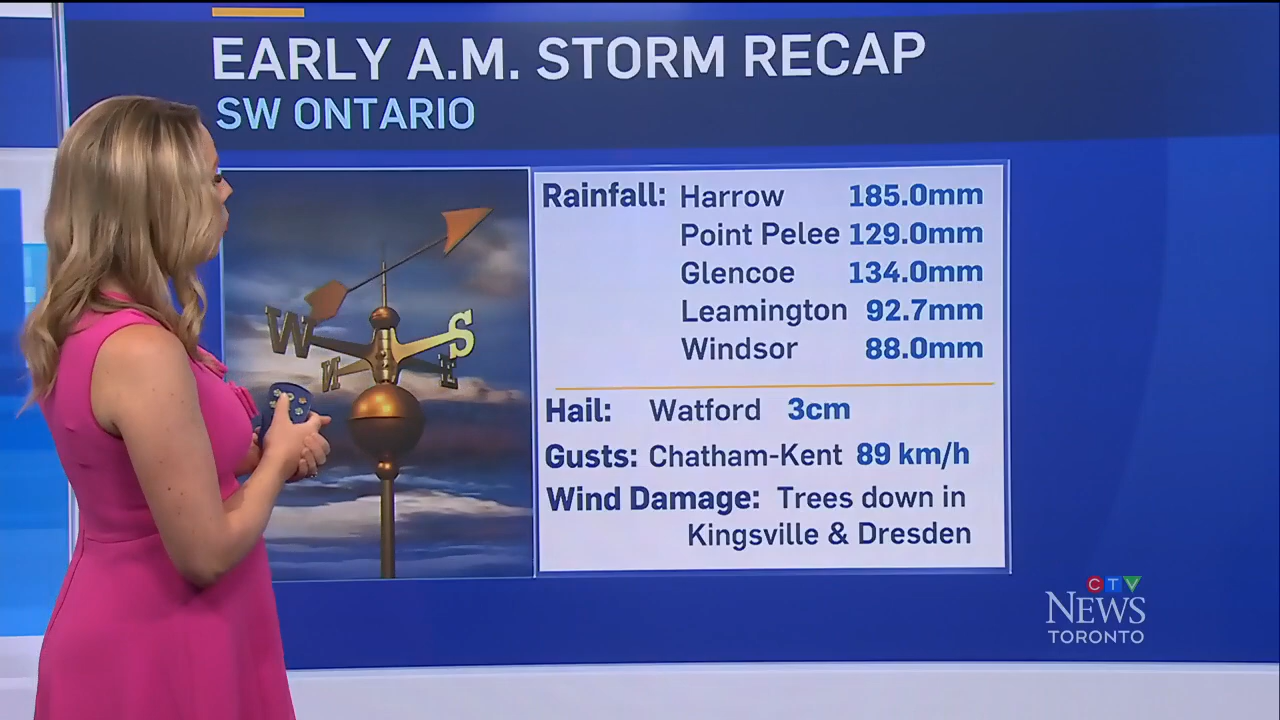 EARLY A.M. STORM RECAP
SW ONTARIO
Rainfall: Harrow 185.0mm
Point Pelee 129.0mm
Glencoe 134.0mm
Leamington 92.7mm
Windsor 88.0mm
Hail: Watford 3cm
Gusts: Chatham-Kent 89 km/h
Wind Damage: Trees down in
Kingsville & Dresden
W S
N E
CTV
NEWS
TORONTO